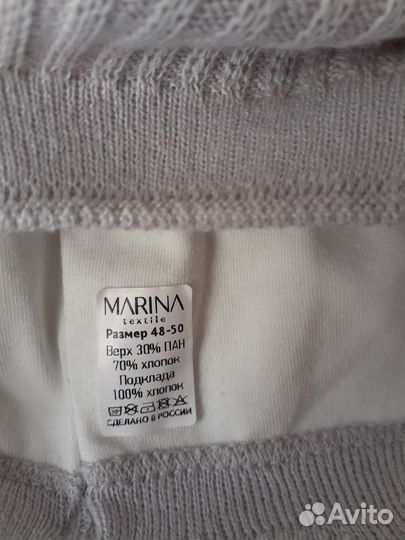 MARINA
textile
Размер 48-50
Верх 30% ПАН
70% хлопок
Подклада
100% хлопок
СДЕЛАНО В РОССИИ
Avito